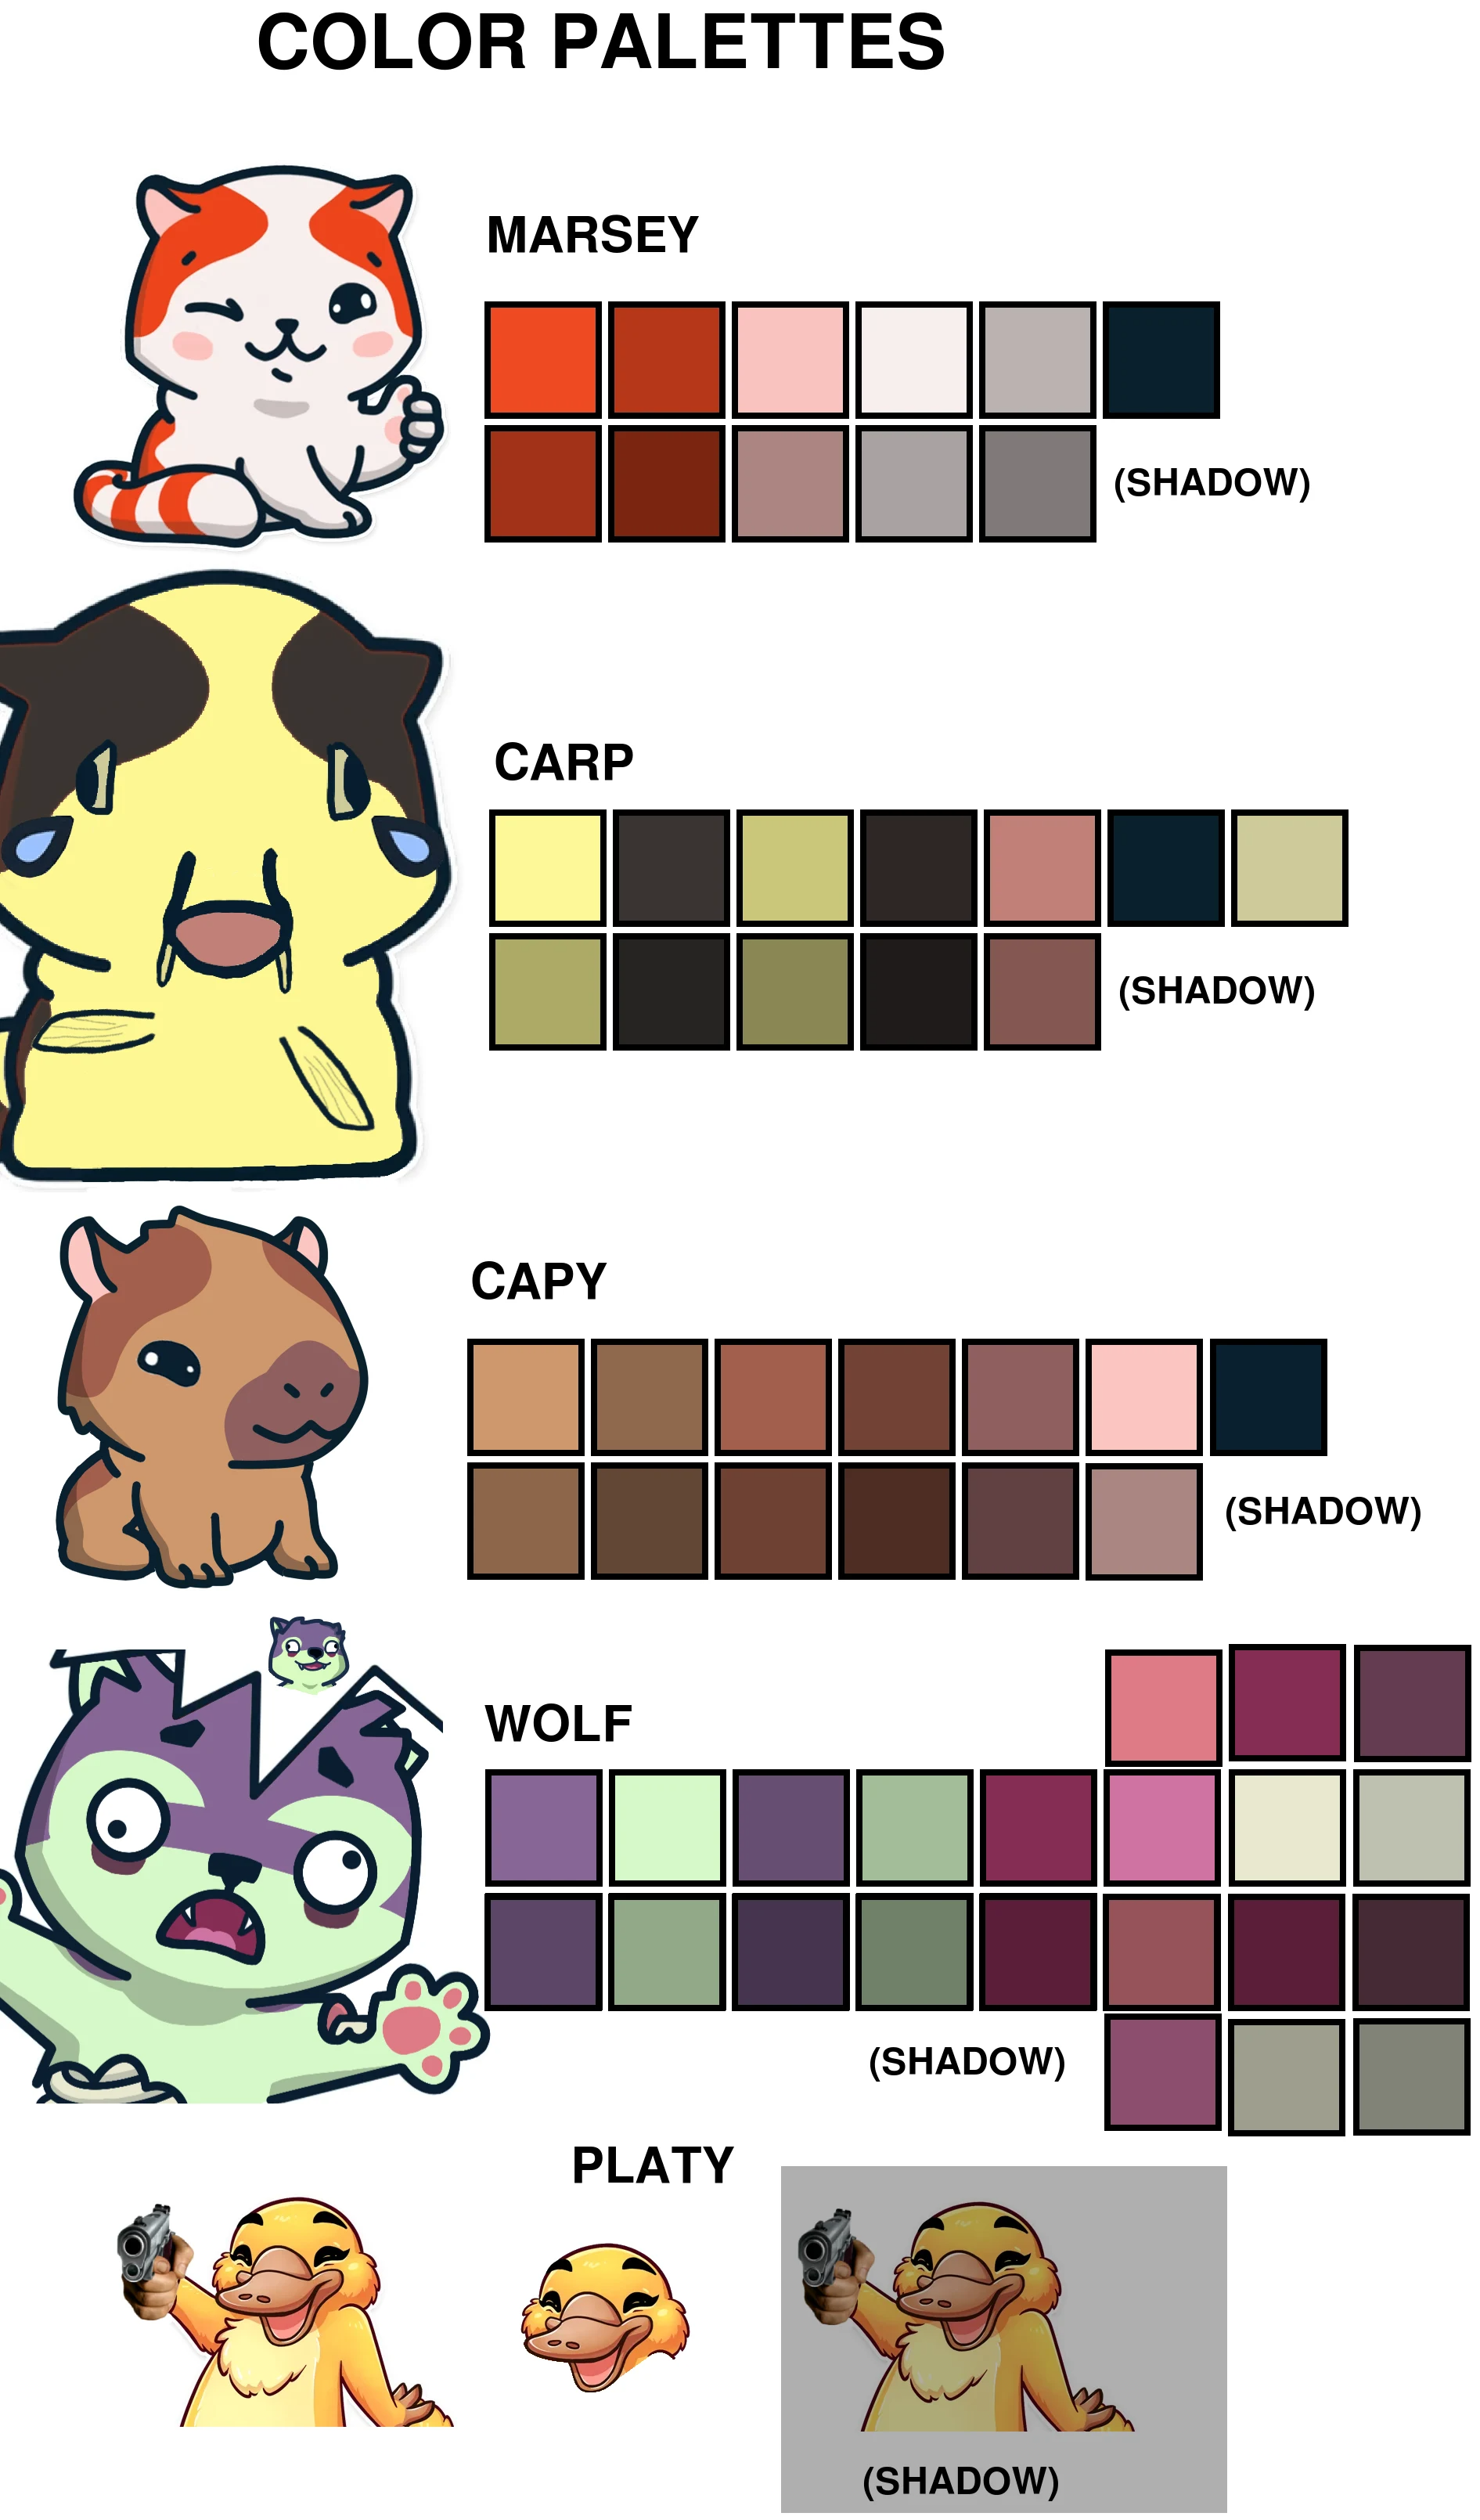 COLOR PALETTES
MARSEY
(SHADOW)
CARP
(SHADOW)
CAPY
(SHADOW)
WOLF
(SHADOW)
PLATY
(SHADOW)